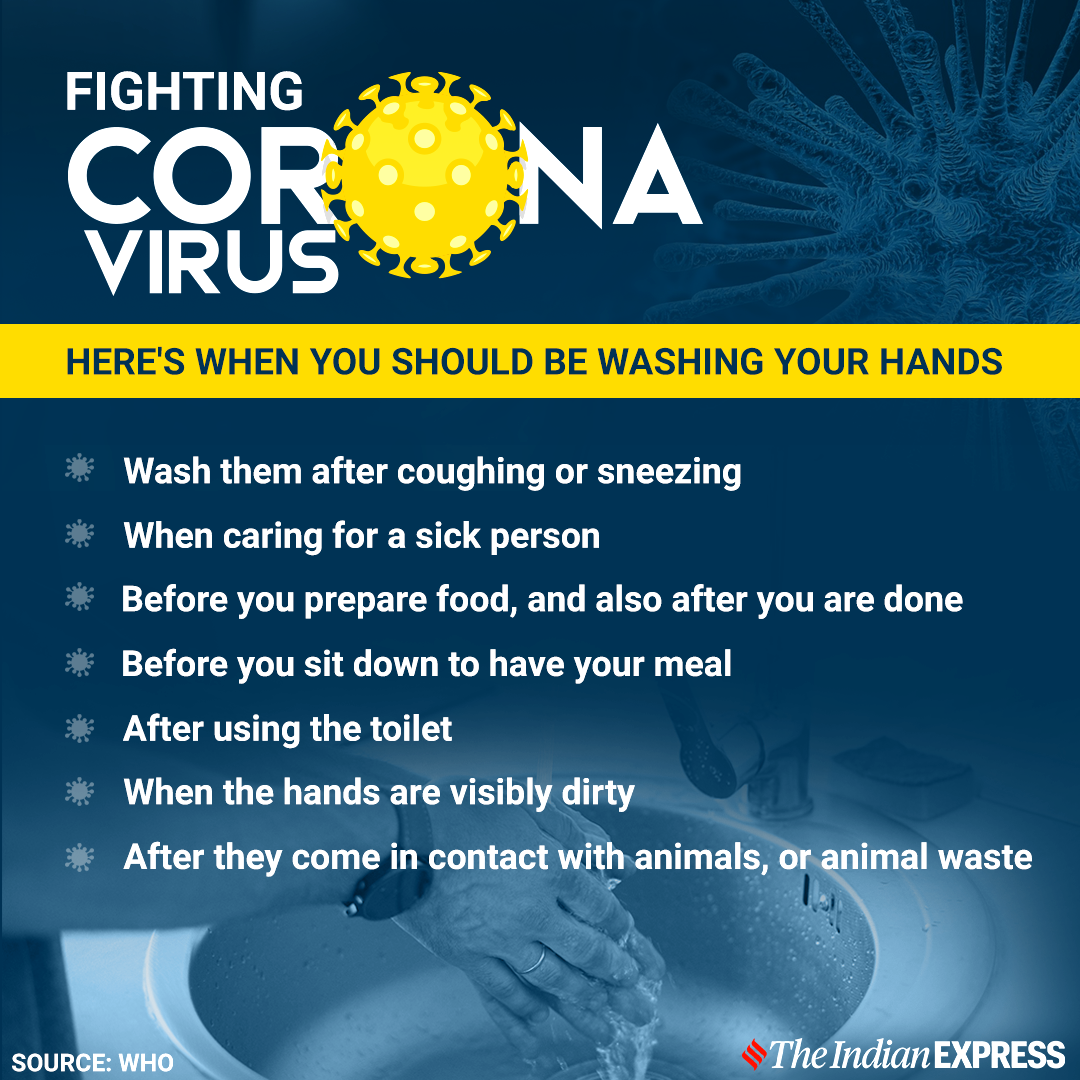 FIGHTING
CORONA
VIRUS
HERE'S WHEN YOU SHOULD BE WASHING YOUR HANDS
Wash them after coughing or sneezing
When caring for a sick person
Before you prepare food, and also after you are done
Before you sit down to have your meal
After using the toilet
When the hands are visibly dirty
After they come in contact with animals, or animal waste
SOURCE: WHO
The Indian EXPRESS